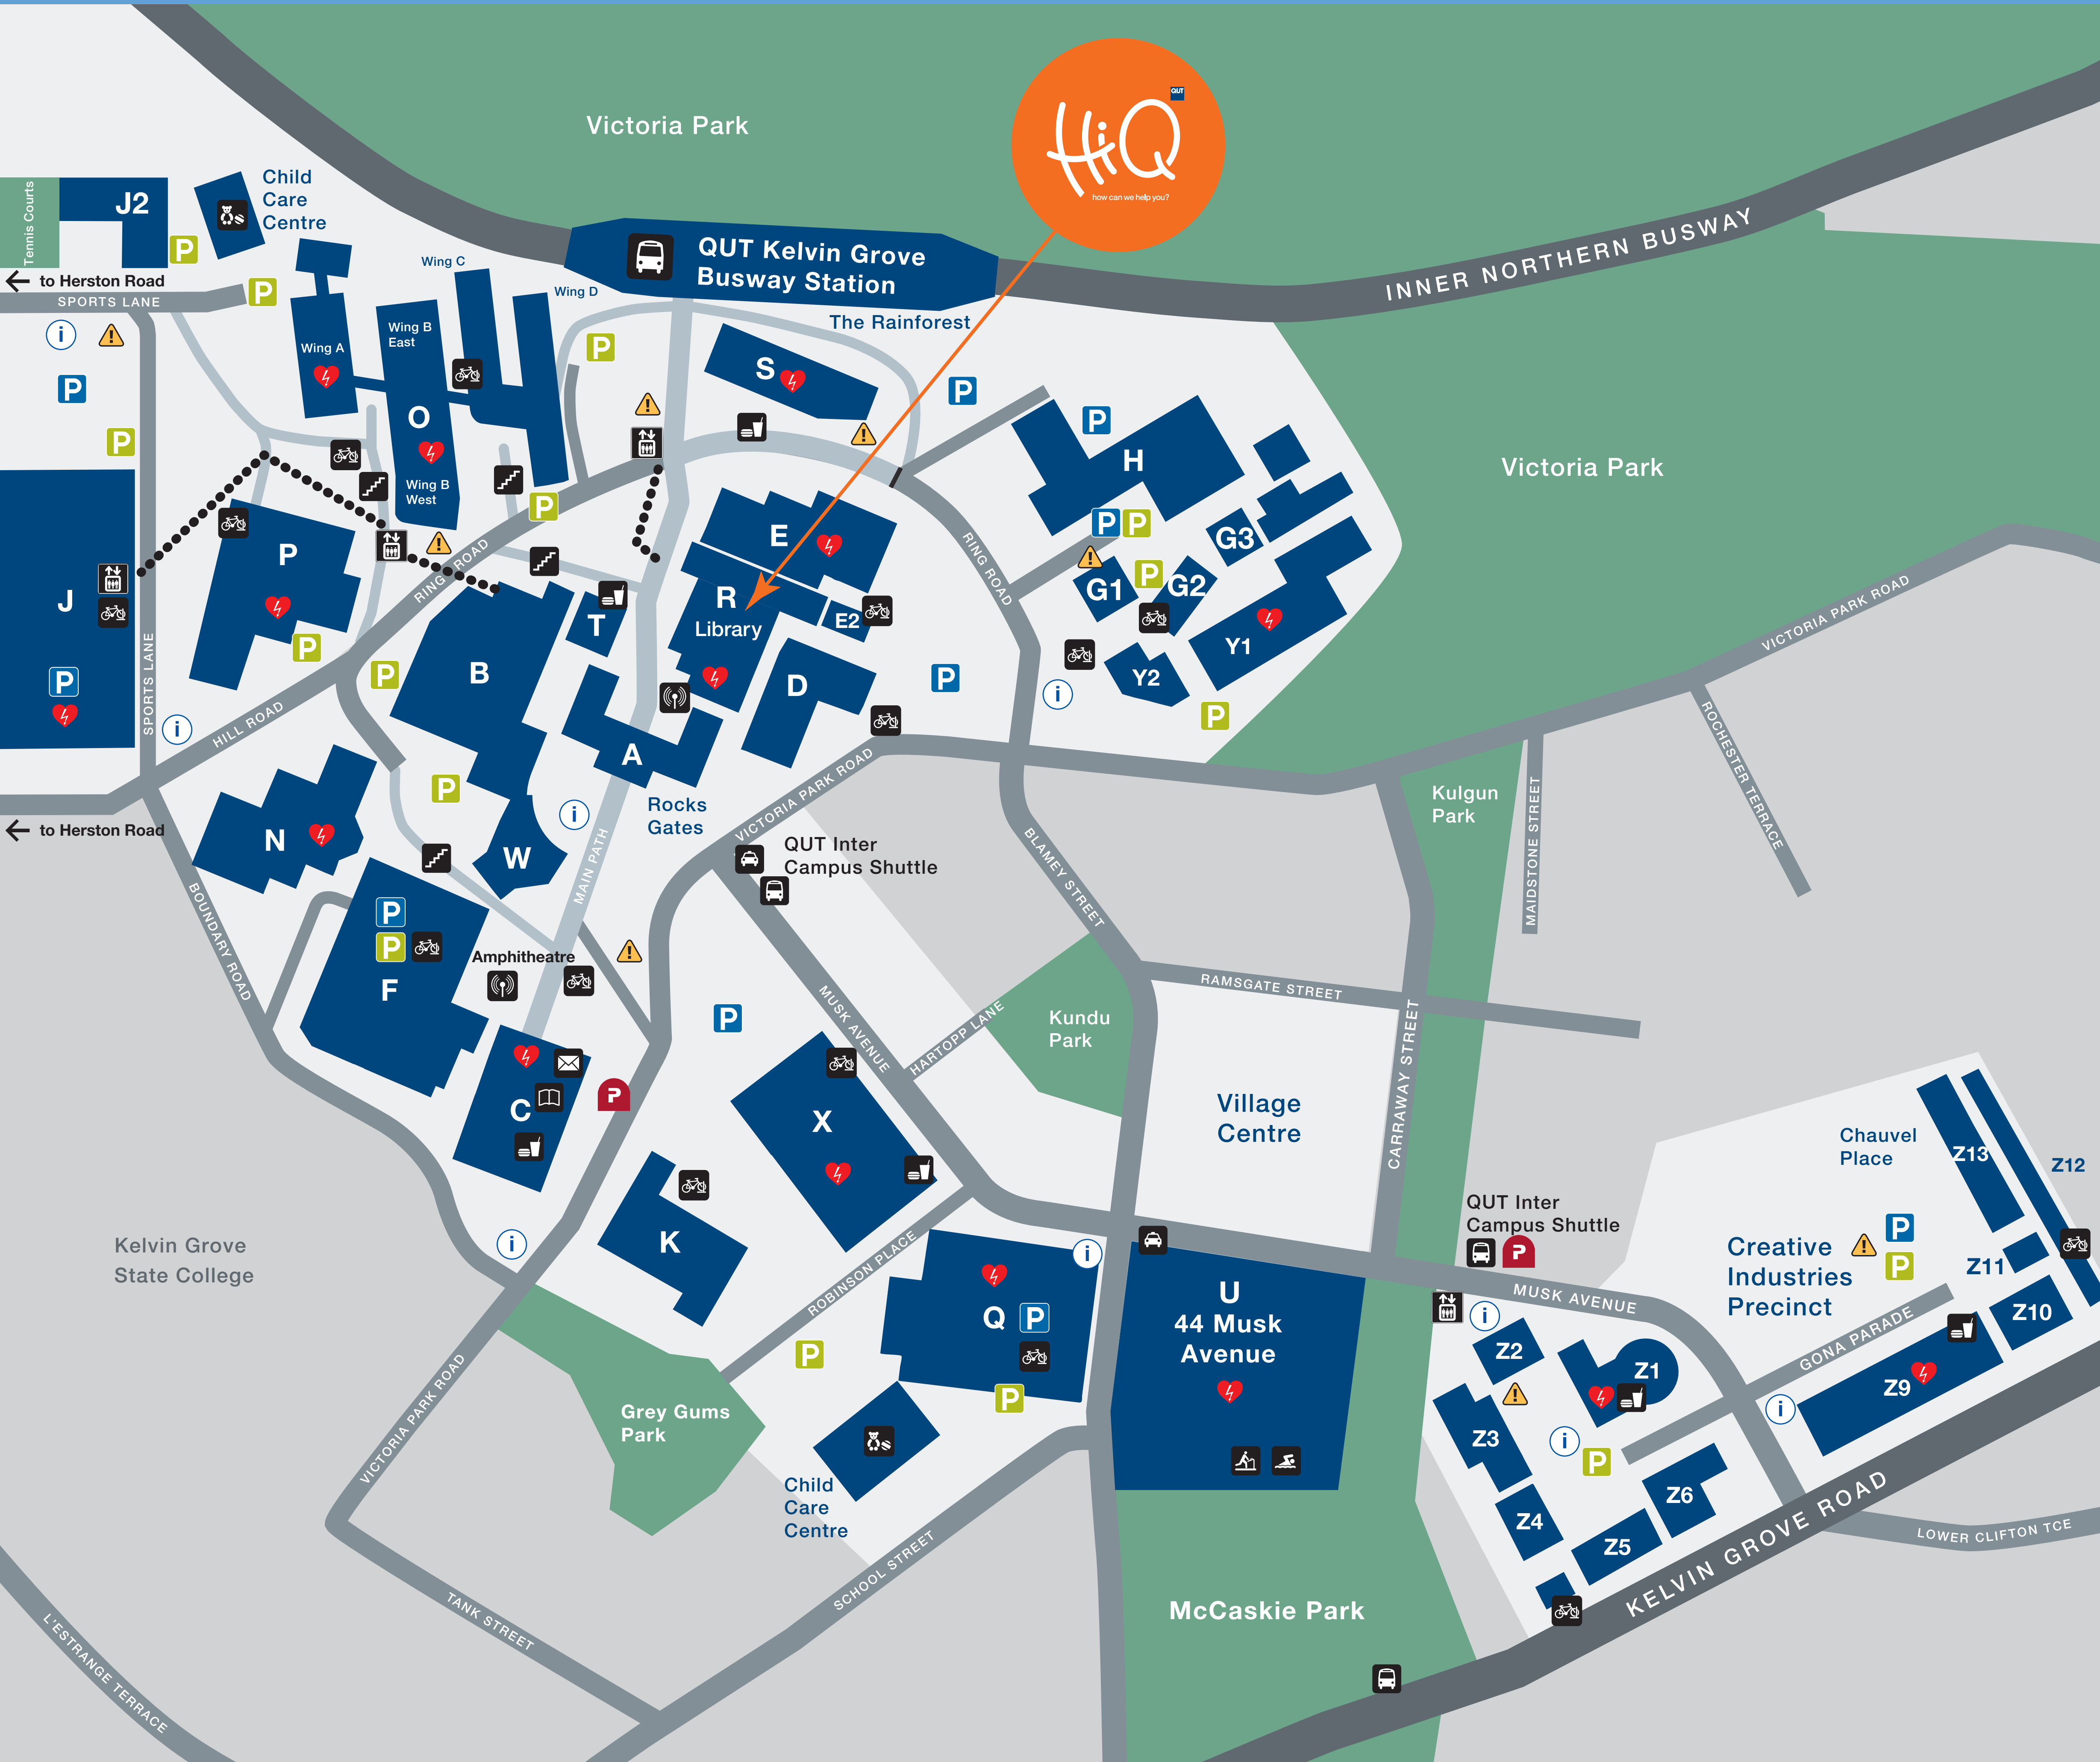 Victoria Park
HiQ
QUT
how can we help you?
Tennis Courts
J2
Child
Care
Centre
P
to Herston Road
SPORTS LANE
P
i
P
P
Wing A
Wing B
East
O
Wing B
West
Wing C
Wing D
P
P
QUT Kelvin Grove
Busway Station
The Rainforest
INNER NORTHERN BUSWAY
S
P
P
H
P
P
Victoria Park
J
P
SPORTS LANE
i
P
P
RING ROAD
HILL ROAD
P
B
T
E
R
Library
E2
D
A
P
RING ROAD
G1
P
G2
G3
Y1
Y2
i
P
VICTORIA PARK ROAD
ROCHESTER TERRACE
to Herston Road
N
P
W
i
MAIN PATH
Rocks
Gates
VICTORIA PARK ROAD
QUT Inter
Campus Shuttle
BLAMEY STREET
Kulgun
Park
MAIDSTONE STREET
BOUNDARY ROAD
P
P
F
Amphitheatre
C
P
P
MUSK AVENUE
HARTOPP LANE
Kundu
Park
RAMSGATE STREET
CARRAWAY STREET
Village
Centre
X
K
i
Kelvin Grove
State College
ROBINSON PLACE
i
Q
P
P
P
U
44 Musk
Avenue
QUT Inter
Campus Shuttle
P
MUSK AVENUE
i
Chauvel
Place
Z13
Z12
Creative
Industries
Precinct
P
P
Z11
Z10
GONA PARADE
Z9
i
Z2
Z1
Z3
i
P
Z4
Z5
Z6
KELVIN GROVE ROAD
LOWER CLIFTON TCE
Grey Gums
Park
Child
Care
Centre
VICTORIA PARK ROAD
SCHOOL STREET
TANK STREET
L'ESTRANGE TERRACE
McCaskie Park